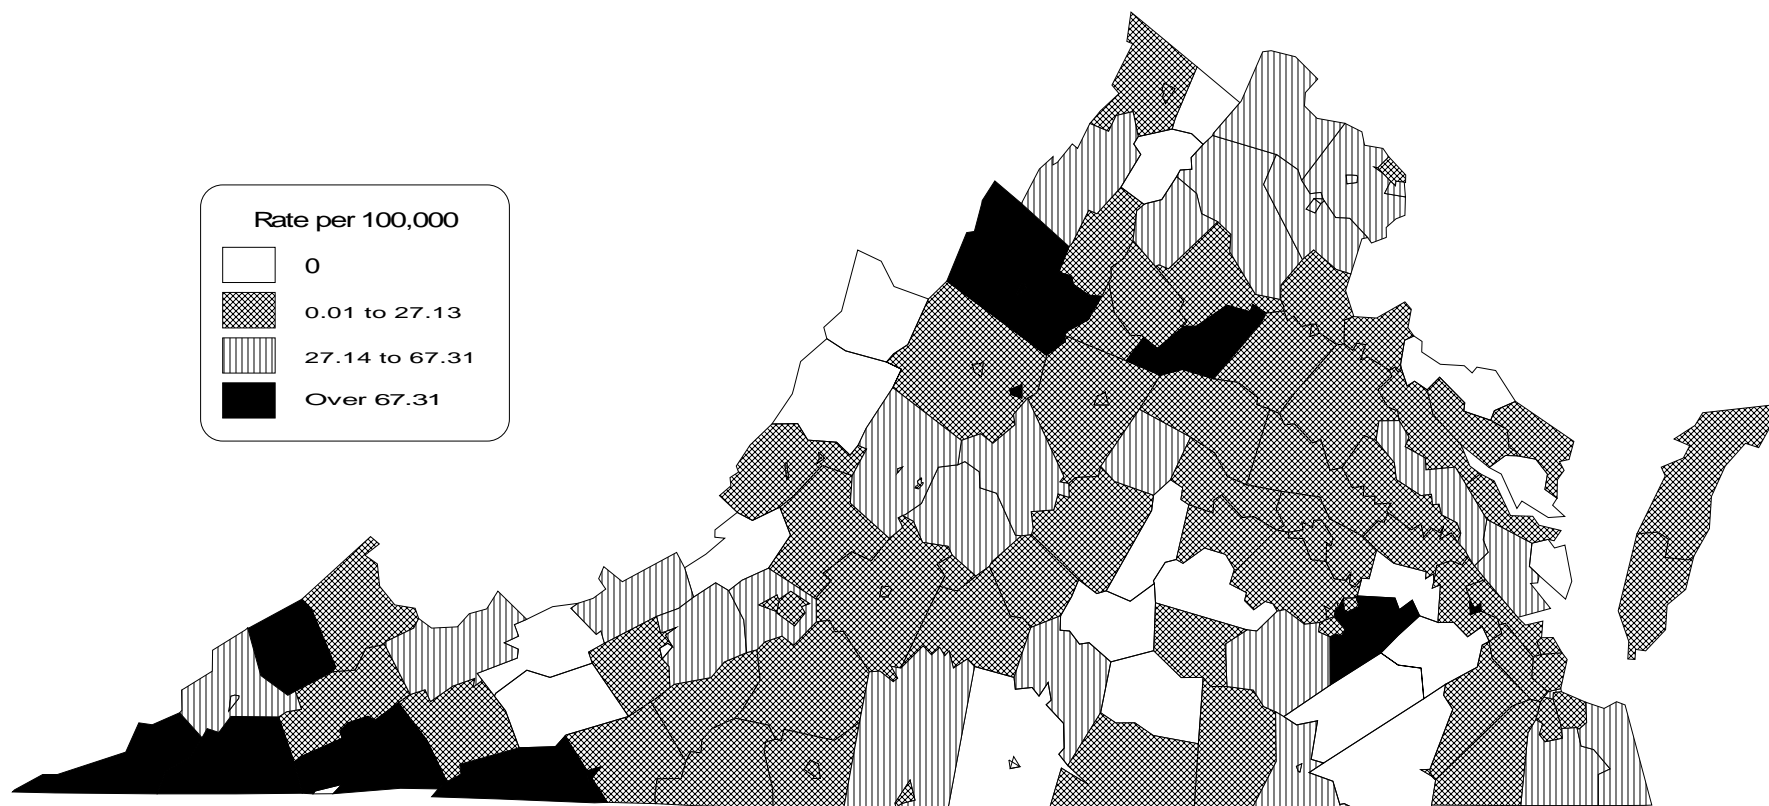 Rate per 100,000
0
0.01 to 27.13
27.14 to 67.31
Over 67.31